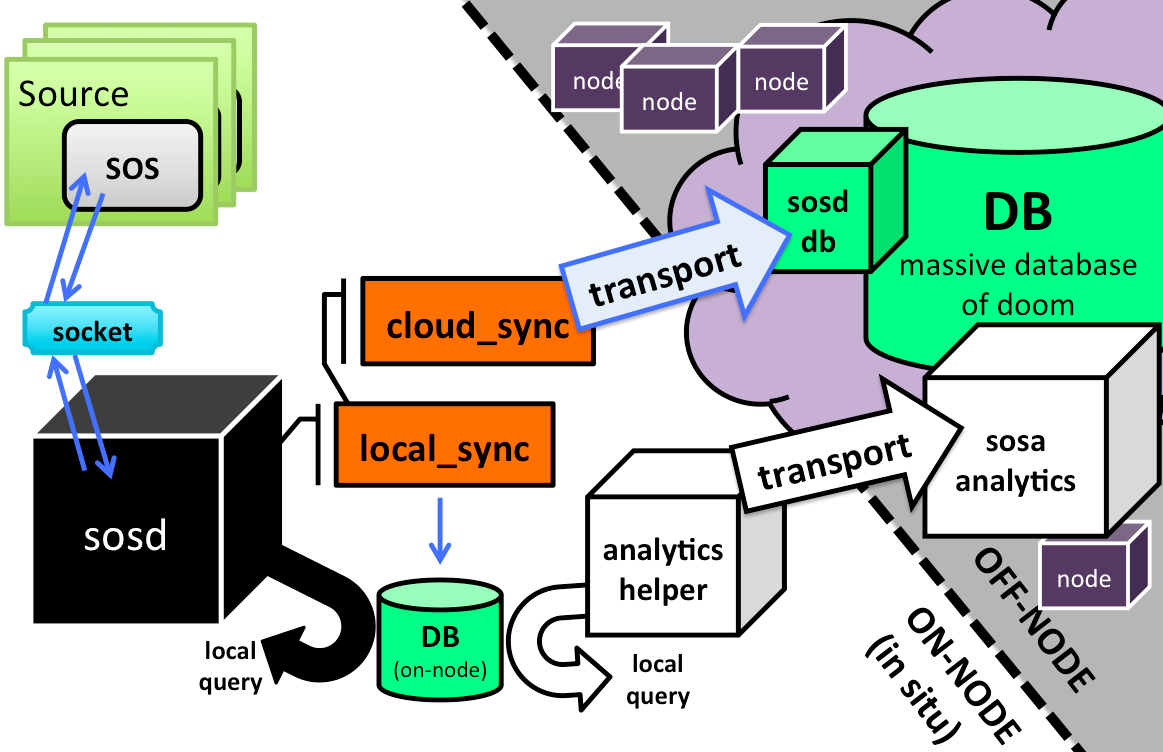 Source
SOS
socket
sosd
cloud_sync
local_sync
transport
node
node
node
sosd
db
DB
massive database
of doom
transport
sosa
analytics
analytics
helper
DB
(on-node)
local
query
local
query
node
OFF-NODE
ON-NODE
(in situ)